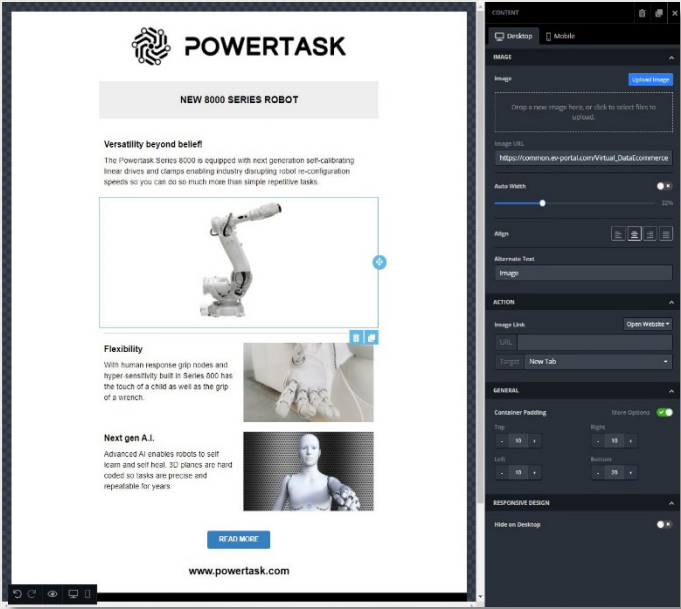 POWERTASK
NEW 8000 SERIES ROBOT
Versatility beyond belief!
The Powertask Series 8000 is equipped with next generation self-calibrating
linear drives and clamps enabling industry disrupting robot re-configuration
speeds so you can do so much more than simple repetitive tasks.
Flexibility
With human response grip nodes and
hyper-sensitivity built in Series 800 has
the touch of a child as well as the grip
of a wrench.
Next gen A.I.
Advanced AI enables robots to self
learn and self heal. 3D planes are hard
coded so tasks are precise and
repeatable for years.
READ MORE
www.powertask.com
CONTENT
Desktop
Mobile
IMAGE
Image
Upload Image
Drop a new image here, or click to select files to
upload.
Image URL
https://common.ev-portal.com/Virtual_DataEcommerce
Auto Width
32%
Align
Alternate Text
Image
ACTION
Image Link
Open Website
URL
Target
New Tab
GENERAL
Container Padding
More Options
Top
Right
- 10 +
- 10 +
Left
Bottom
- 10 +
- 20 +
RESPONSIVE DESIGN
Hide on Desktop